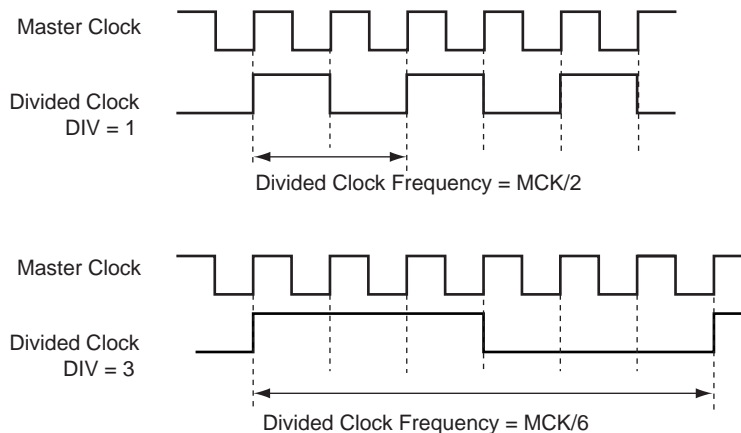 Master Clock
Divided Clock
DIV = 1
Divided Clock Frequency = MCK/2
Master Clock
Divided Clock
DIV = 3
Divided Clock Frequency = MCK/6